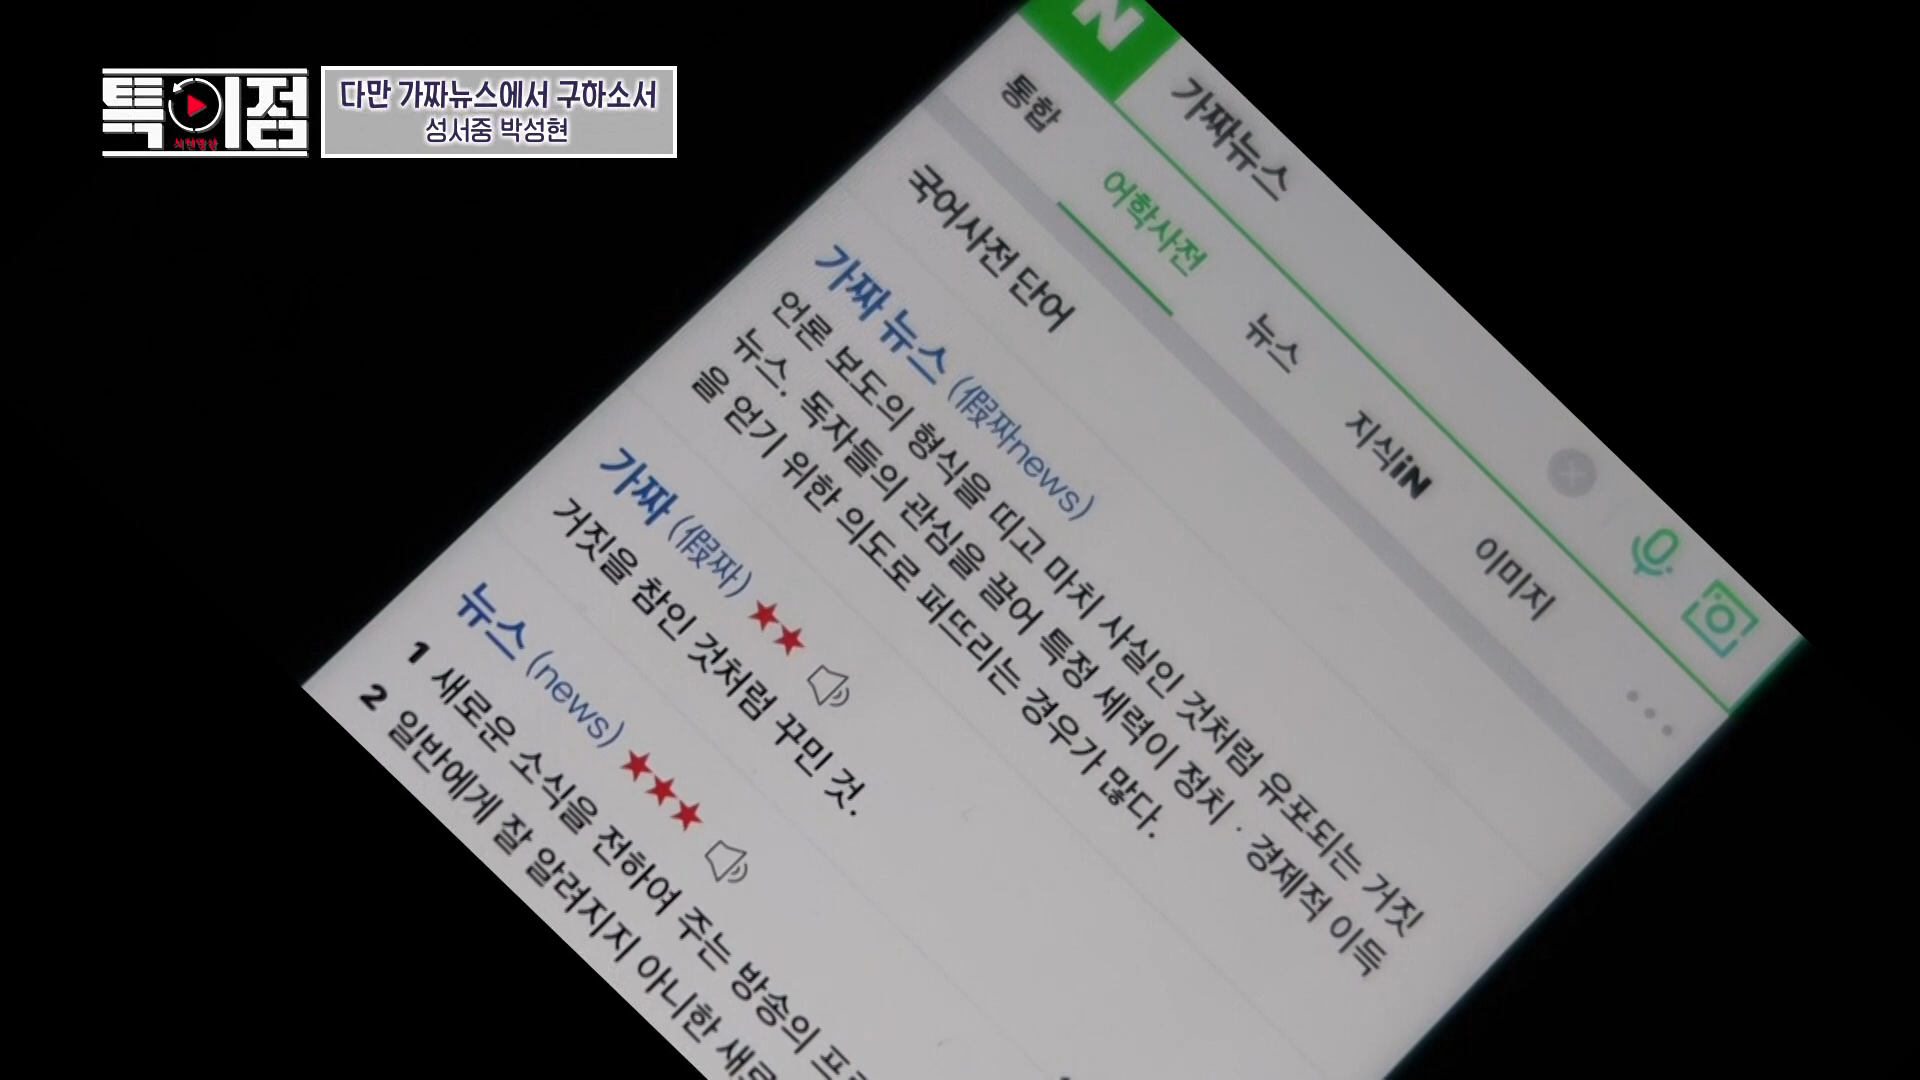 특이점
시민영상
다만 가짜뉴스에서 구하소서
성서중 박성현
N
가짜뉴스
통합
어학사전
뉴스
지식iN
이미지
국어사전 단어
가짜 뉴스 (假짜news)
언론 보도의 형식을 띠고 마치 사실인 것처럼 유포되는 거짓
뉴스. 독자들의 관심을 끌어 특정 세력이 정치·경제적 이득
을 얻기 위한 의도로 퍼뜨리는 경우가 많다.
가짜 (假짜) ★★
거짓을 참인 것처럼 꾸민 것.
뉴스 (news) ★★★
1 새로운 소식을 전하여 주는 방송의
2 일반에게 잘 알려지지 아니한